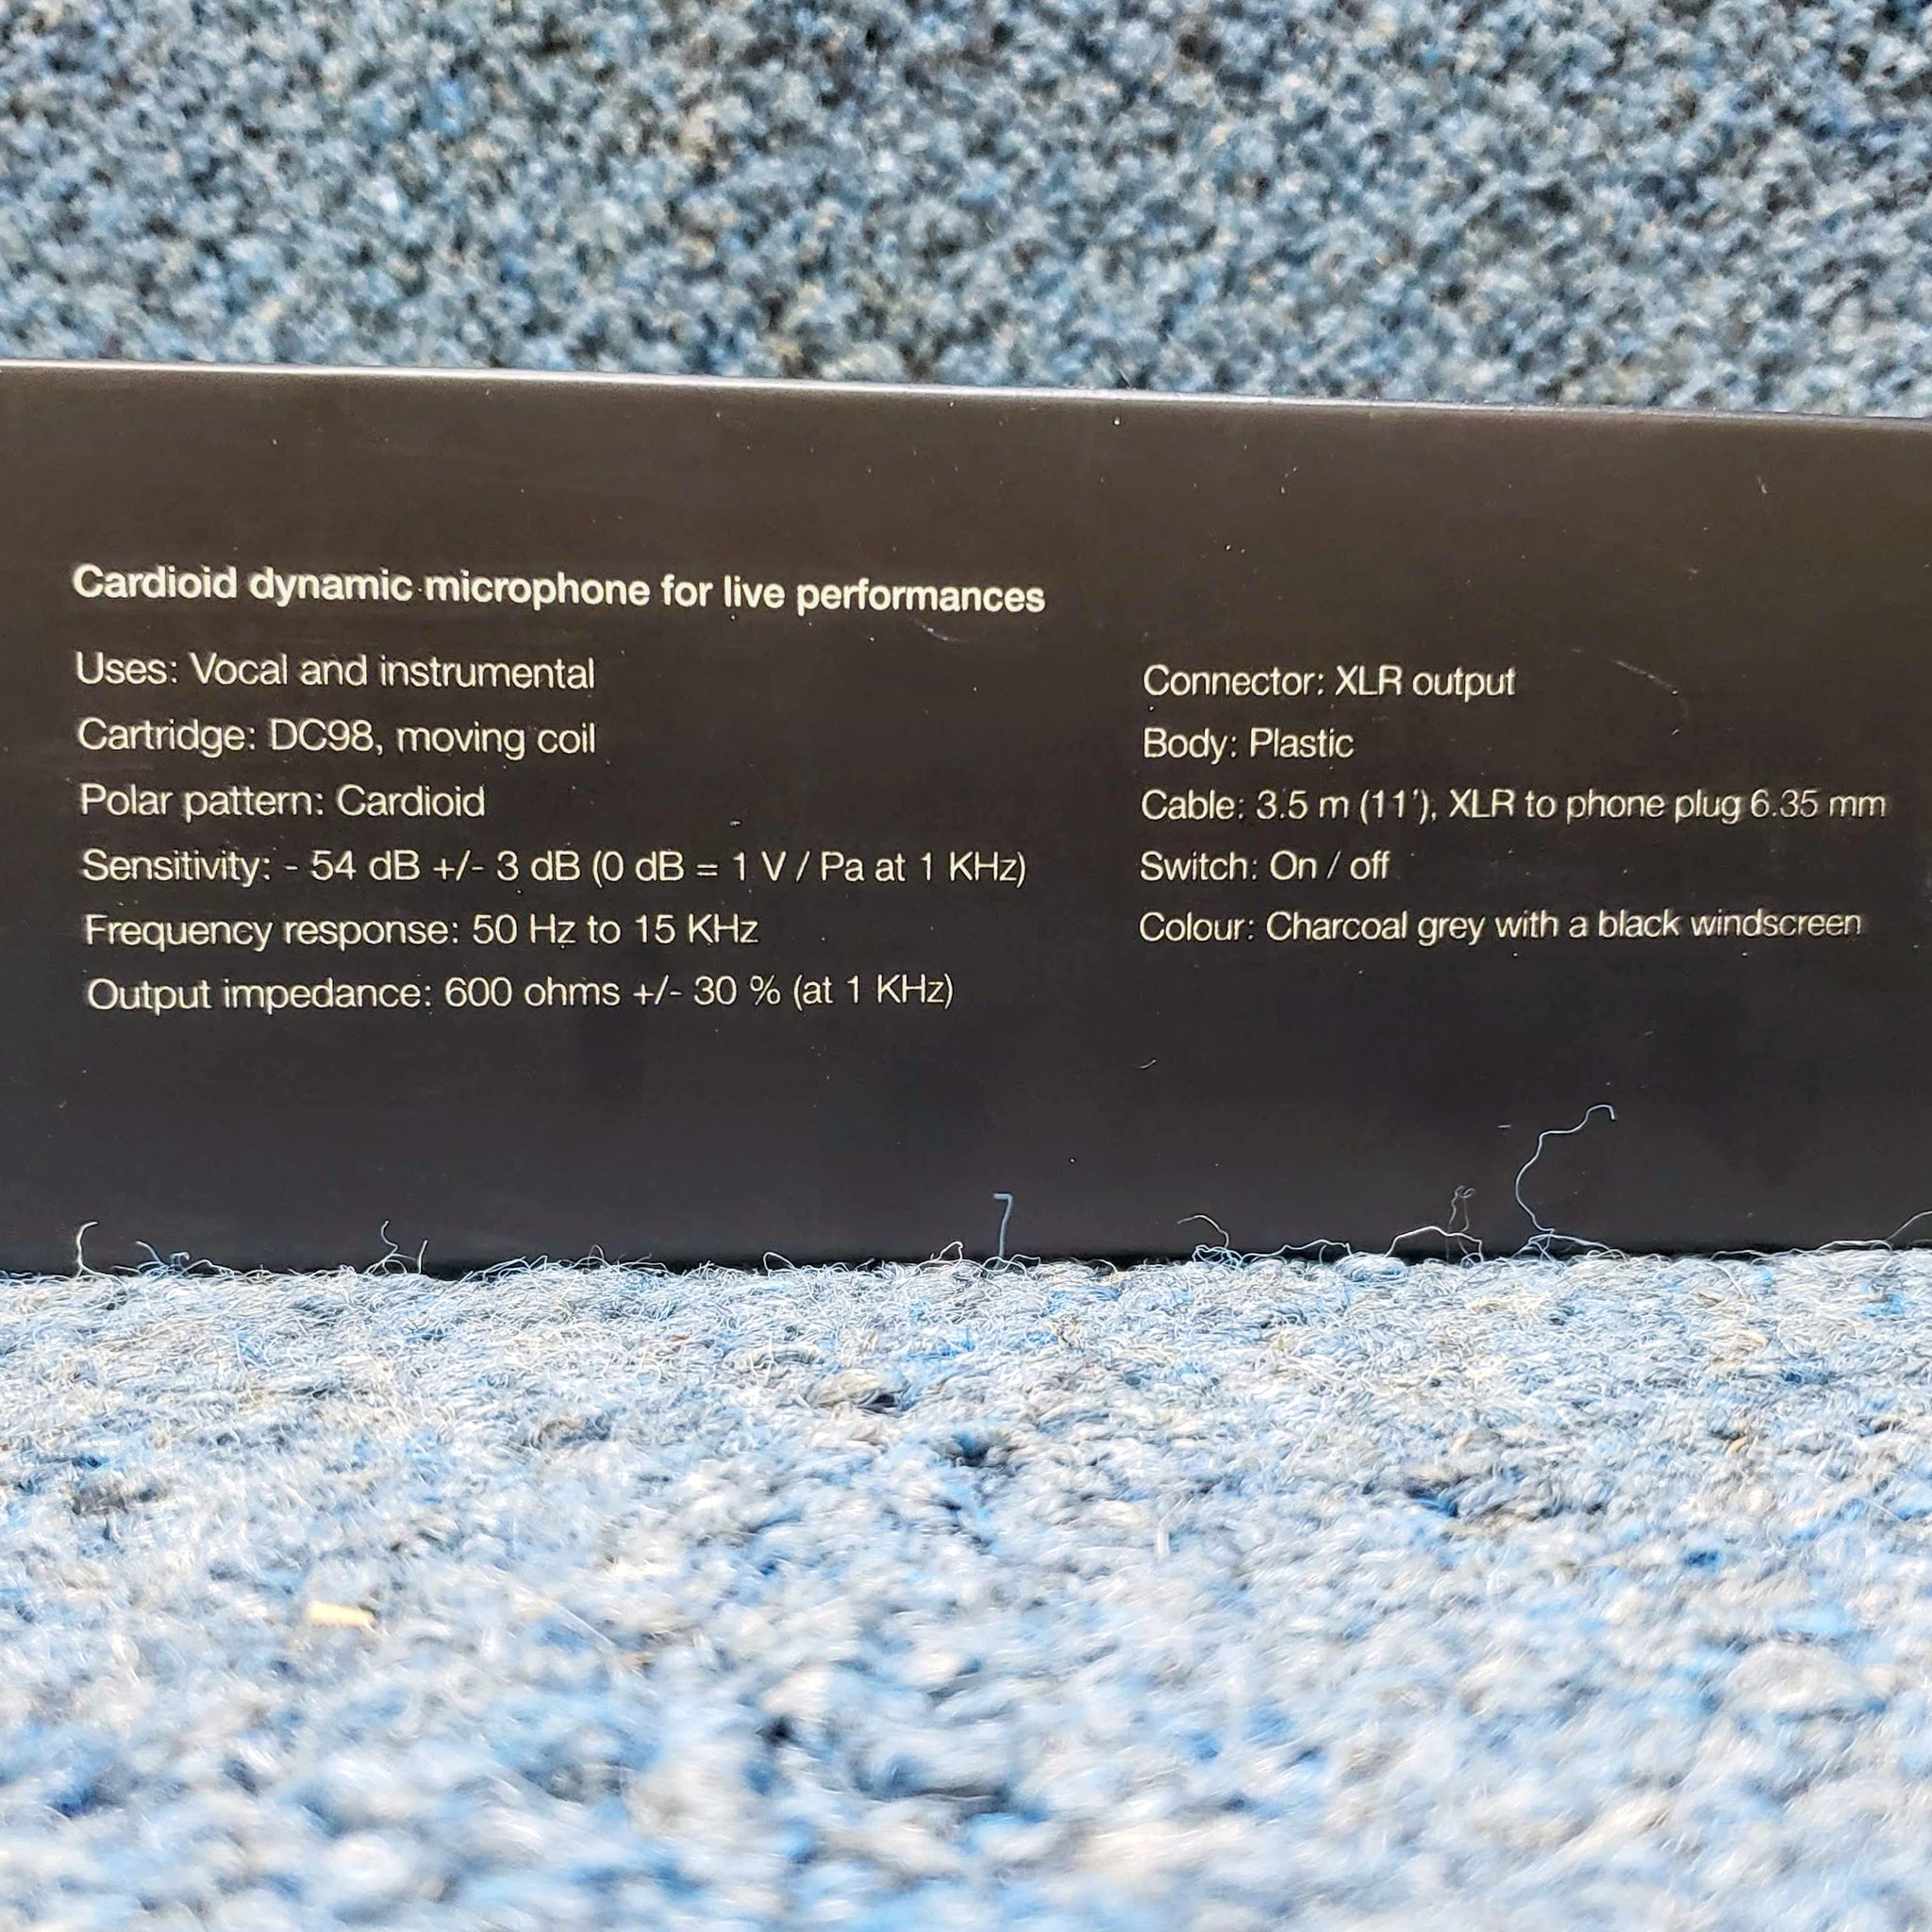 Cardioid dynamic microphone for live performances
Uses: Vocal and instrumental
Cartridge: DC98, moving coil
Polar pattern: Cardioid
Sensitivity: - 54 dB +/- 3 dB (0 dB = 1 V / Pa at 1 KHz)
Frequency response: 50 Hz to 15 KHz
Output impedance: 600 ohms +/- 30 % (at 1 KHz)
Connector: XLR output
Body: Plastic
Cable: 3.5 m (11'), XLR to phone plug 6.35 mm
Switch: On / off
Colour: Charcoal grey with a black windscreen